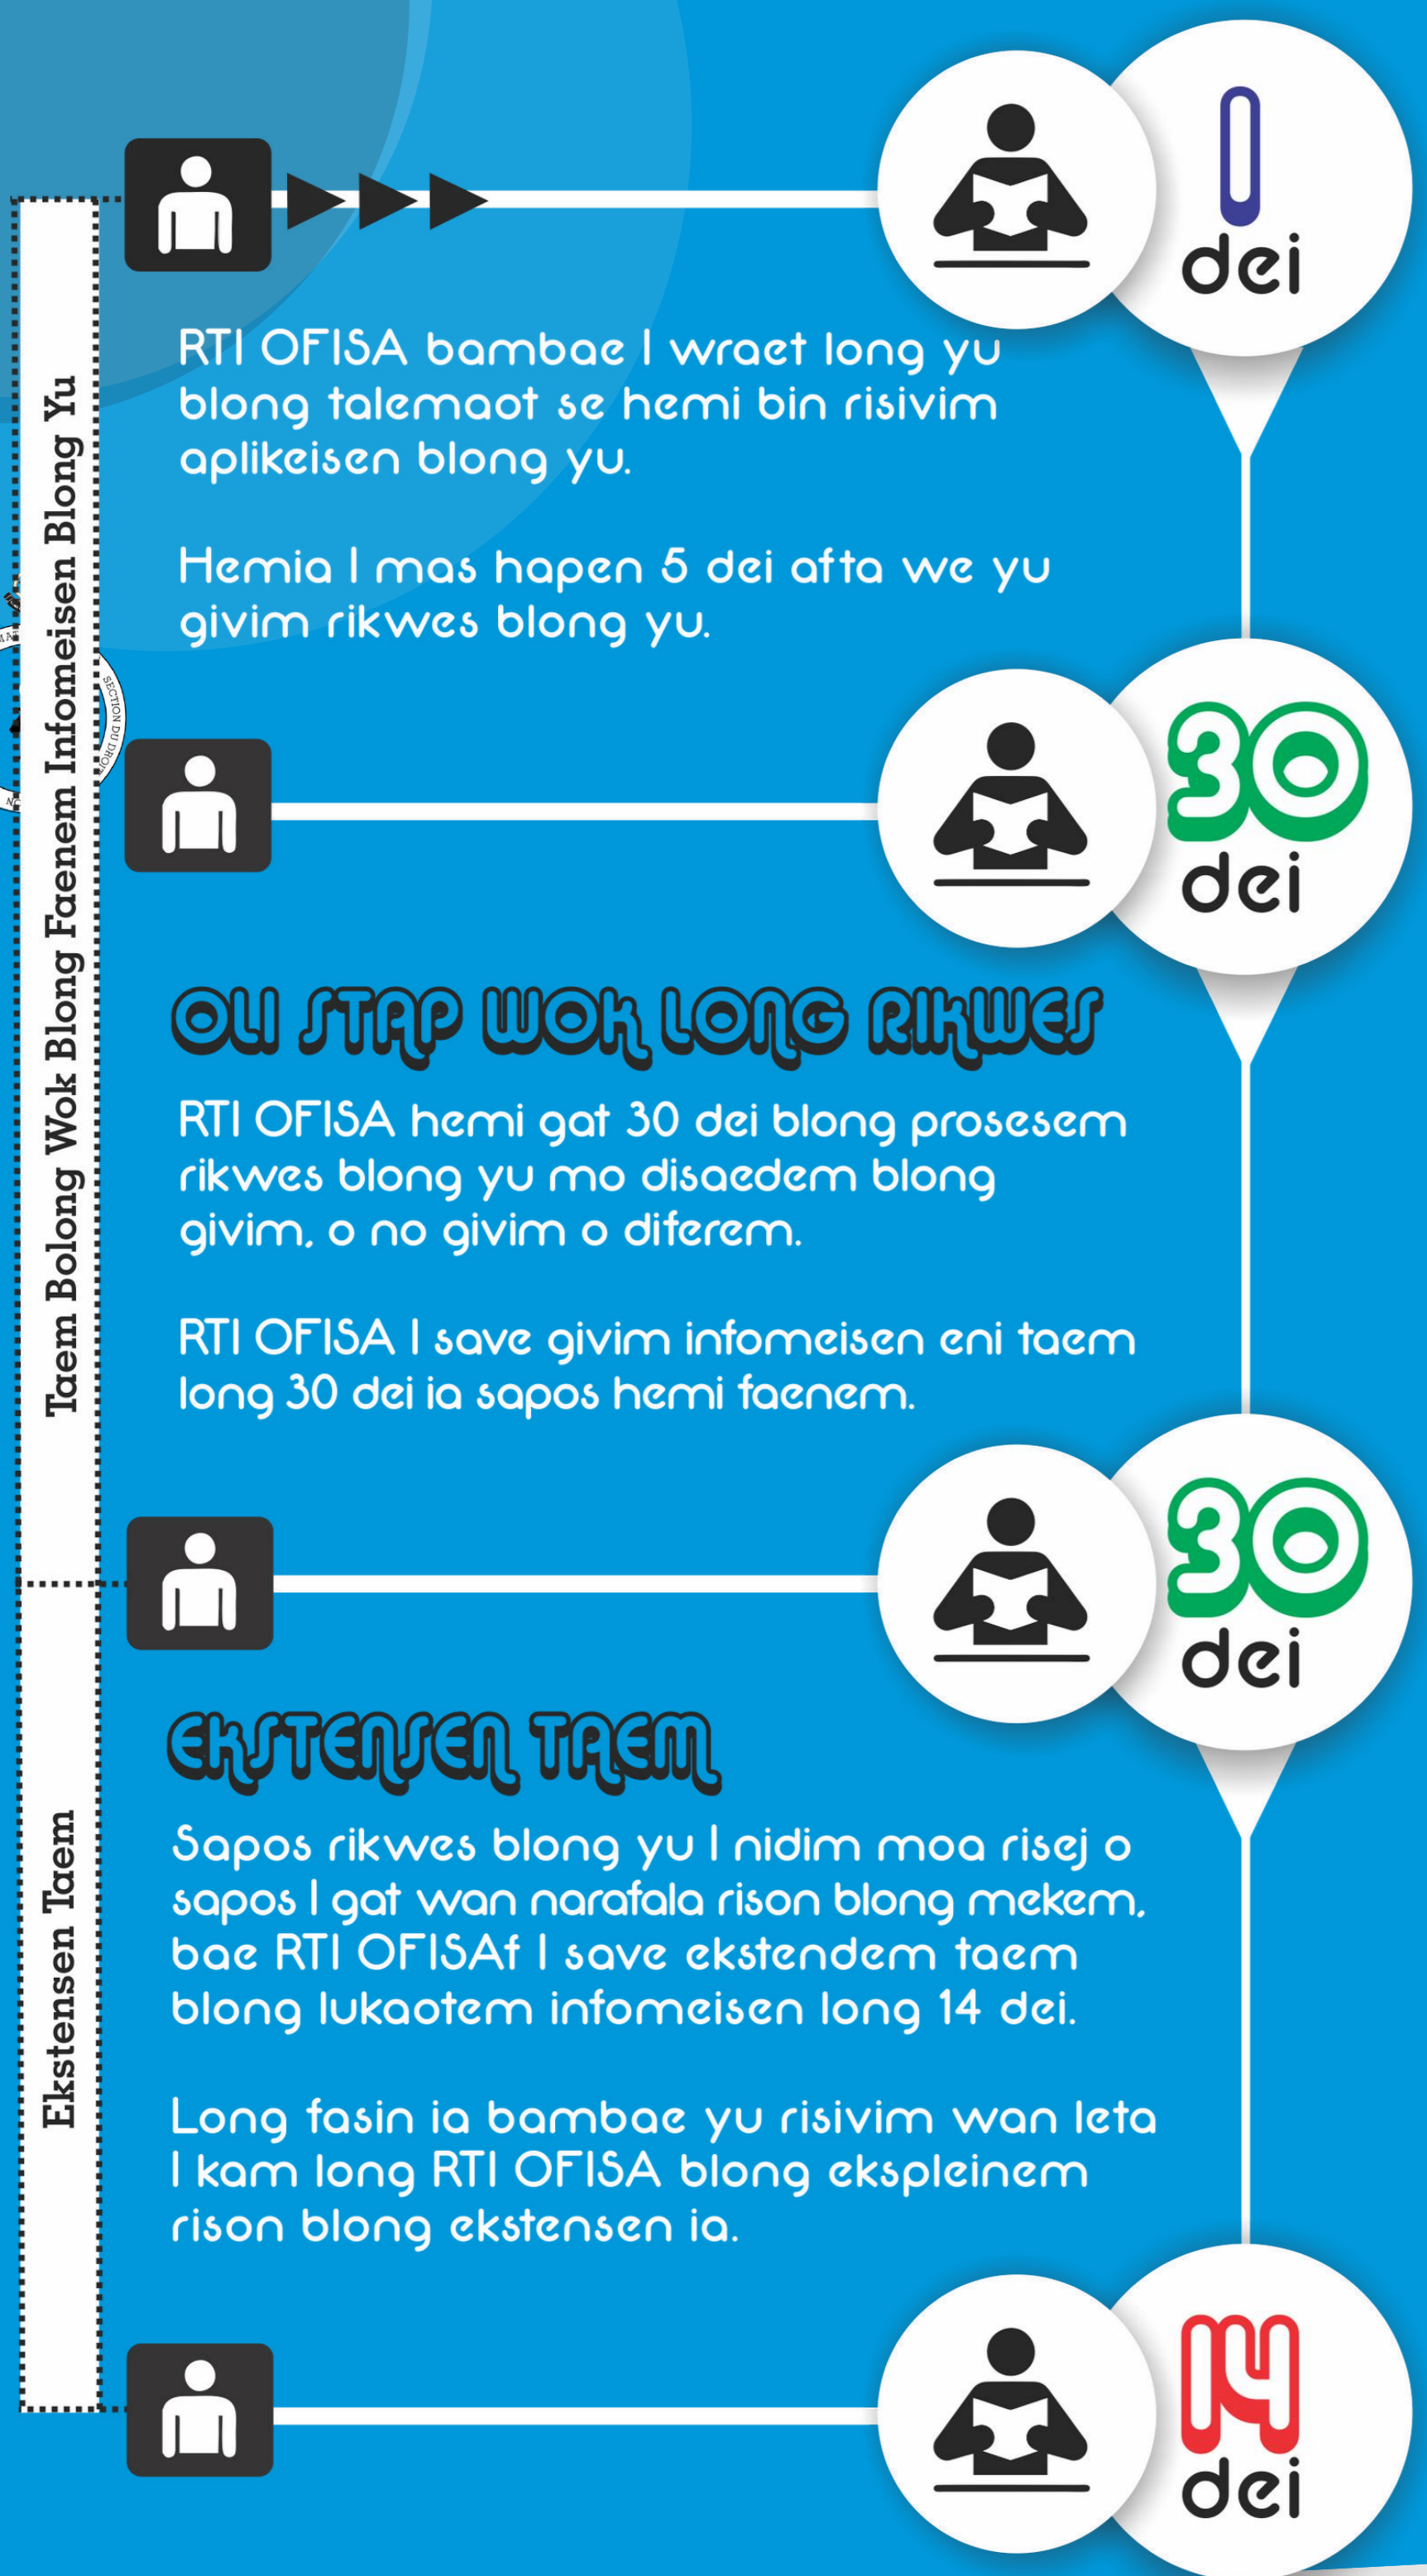 1
dei
RTI OFISA bambae I wraet long yu
blong talemaot se hemi bin risivim
aplikeisen blong yu.
Hemia I mas hapen 5 dei afta we yu
givim rikwes blong yu.
Taem Bolong Wok Blong Faenem Infomeisen Blong Yu
SECTION DU DROI
30
dei
OLI STAP WOK LONG RIKWES
RTI OFISA hemi gat 30 dei blong prosesem
rikwes blong yu mo disaedem blong
givim, o no givim o diferem.
RTI OFISA I save givim infomeisen eni taem
long 30 dei ia sapos hemi faenem.
30
dei
EKSTENSEN TAEM
Sapos rikwes blong yu I nidim moa risej o
sapos I gat wan narafala rison blong mekem,
bae RTI OFISAf I save ekstendem taem
blong lukaotem infomeisen long 14 dei.
Long fasin ia bambae yu risivim wan leta
I kam long RTI OFISA blong ekspleinem
rison blong ekstensen ia.
Ekstensen Taem
14
dei